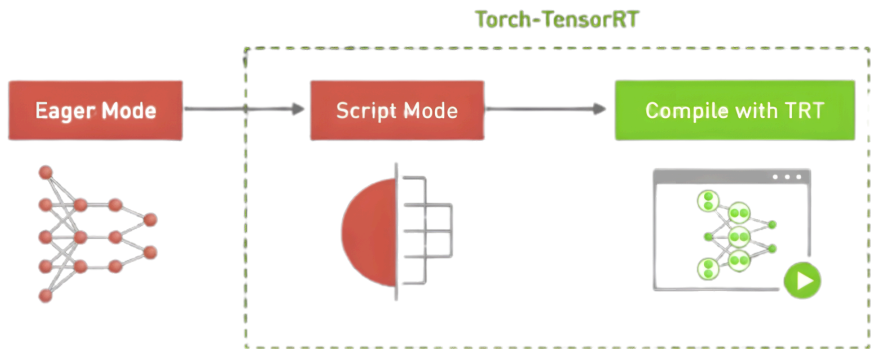 Torch-TensorRT
Eager Mode
Script Mode
Compile with TRT